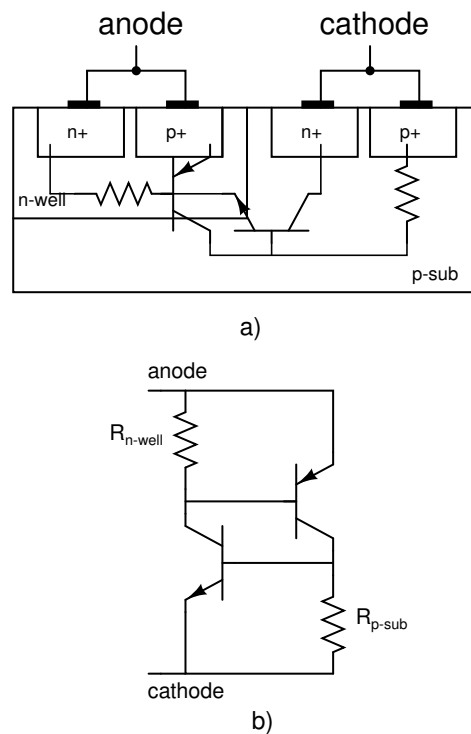 anode cathode
n+ p+ n+ p+
n-well
p-sub
a)
anode
Rn-well
Rp-sub
cathode
b)